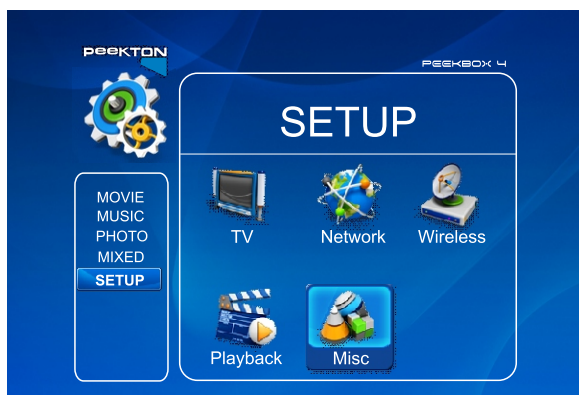 PEEKTON
PEEKBOX 4
SETUP
MOVIE
MUSIC
PHOTO
MIXED
SETUP
TV
Network
Wireless
Playback
Misc